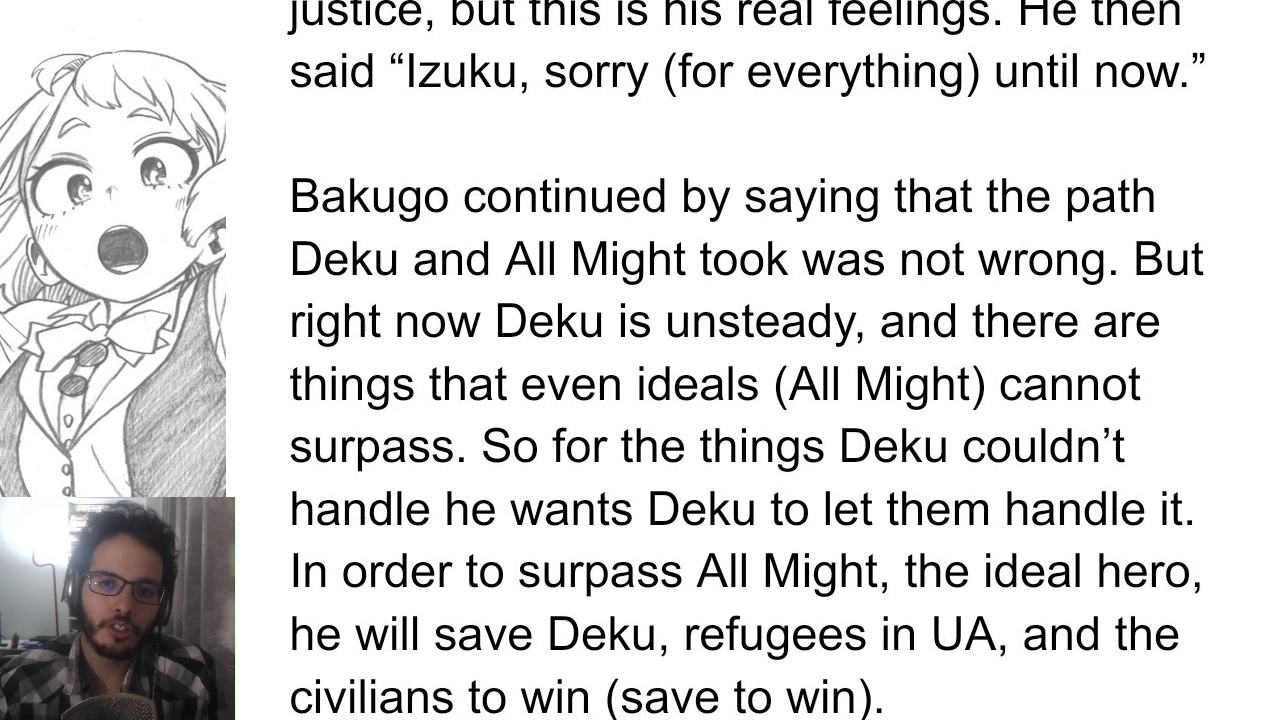 justice, but this is his real feelings. He then
said “Izuku, sorry (for everything) until now.”
Bakugo continued by saying that the path
Deku and All Might took was not wrong. But
right now Deku is unsteady, and there are
things that even ideals (All Might) cannot
surpass. So for the things Deku couldn’t
handle he wants Deku to let them handle it.
In order to surpass All Might, the ideal hero,
he will save Deku, refugees in UA, and the
civilians to win (save to win).